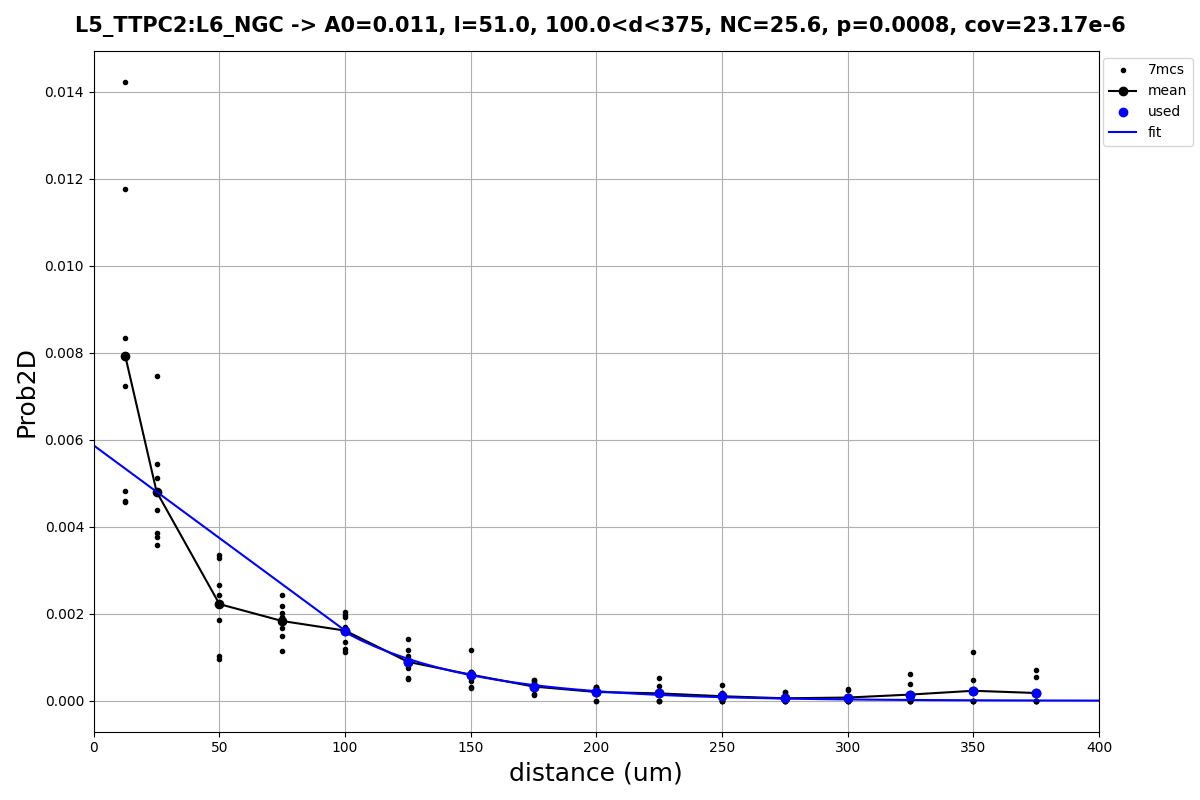 L5_TTPC2:L6_NGC -> A0=0.011, l=51.0, 100.0<d<375, NC=25.6, p=0.0008, cov=23.17e-6
7mcs
mean
used
fit
Prob2D
0.014
0.012
0.010
0.008
0.006
0.004
0.002
0.000
0 50 100 150 200 250 300 350 400
distance (um)